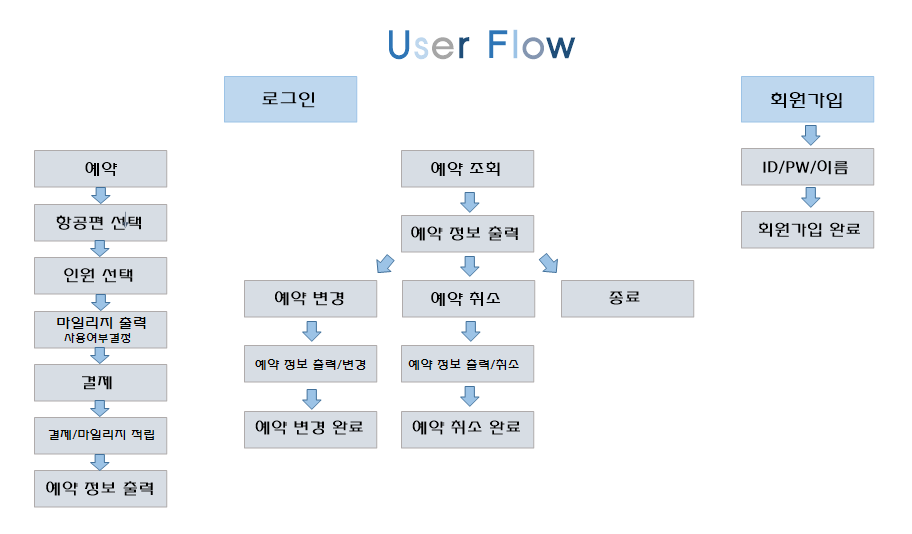 User Flow
로그인
회원가입
예약
항공편 선택
인원 선택
마일리지 출력
사용여부결정
결제
결제/마일리지 적립
예약 정보 출력
예약 조회
예약 정보 출력
예약 변경
예약 정보 출력/변경
예약 변경 완료
예약 취소
예약 정보 출력/취소
예약 취소 완료
종료
ID/PW/이름
회원가입 완료